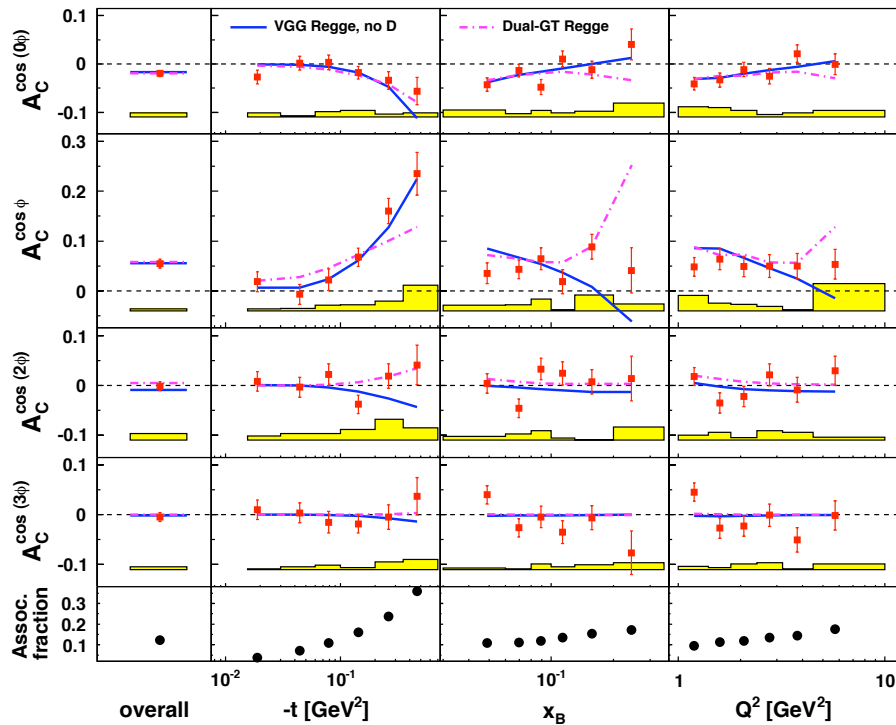 VGG Regge, no D
Dual-GT Regge
A_C^cos (0φ)
0
-0.1
A_C^cos φ
0.3
0.2
0.1
0
A_C^cos (2φ)
0.1
0
-0.1
A_C^cos (3φ)
0.1
0
-0.1
Assoc.
fraction
0.3
0.2
0.1
10^-2 10^-1 10^-1 1 10
overall -t [GeV^2] x_B Q^2 [GeV^2]